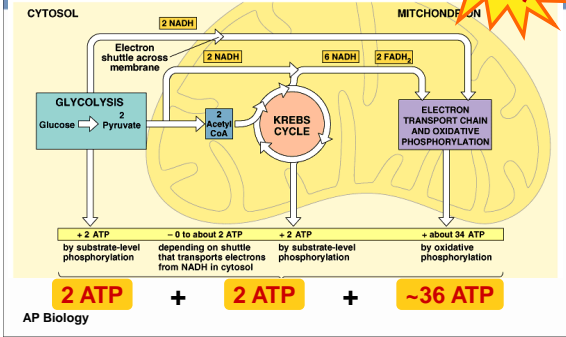 CYTOSOL
MITCHONDRION
2 NADH
Electron
shuttle across
membrane
2 NADH
6 NADH
2 FADH2
GLYCOLYSIS
Glucose
2
Pyruvate
2
Acetyl
CoA
KREBS
CYCLE
ELECTRON
TRANSPORT CHAIN
AND OXIDATIVE
PHOSPHORYLATION
+ 2 ATP
– 0 to about 2 ATP
+ 2 ATP
+ about 34 ATP
by substrate-level
phosphorylation
depending on shuttle
that transports electrons
from NADH in cytosol
by substrate-level
phosphorylation
by oxidative
phosphorylation
2 ATP + 2 ATP + ~36 ATP
AP Biology